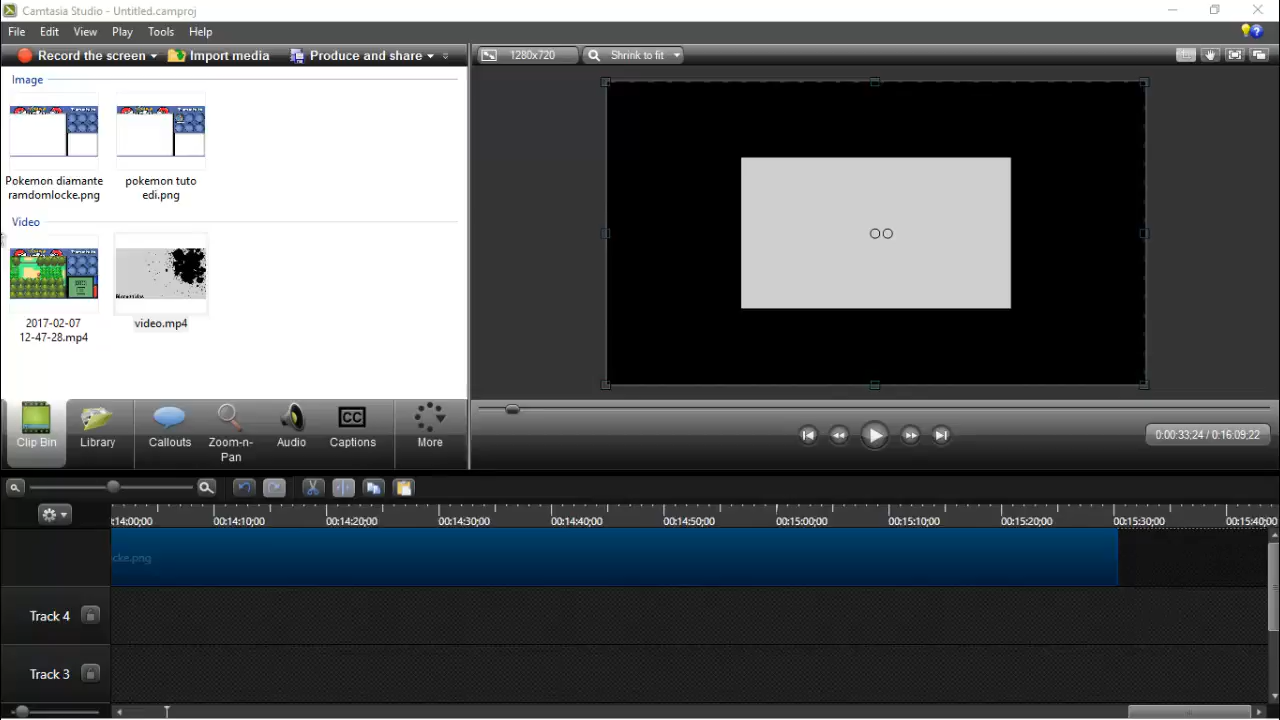 Camtasia Studio - Untitled.camproj
File Edit View Play Tools Help
Record the screen Import media Produce and share
1280x720 Shrink to fit
Image
Pokemon diamante
ramdomlocke.png
pokemon tuto
edi.png
Video
2017-02-07
12-47-28.mp4
video.mp4
Clip Bin
Library
Callouts
Zoom-n-
Pan
Audio
CC
Captions
More
0:00:33;24 / 0:16:09;22
00:14:10;00 00:14:20;00 00:14:30;00 00:14:40;00 00:14:50;00 00:15:00;00 00:15:10;00 00:15:20;00 00:15:30;00 00:15:40;00
cke.png
Track 4
Track 3